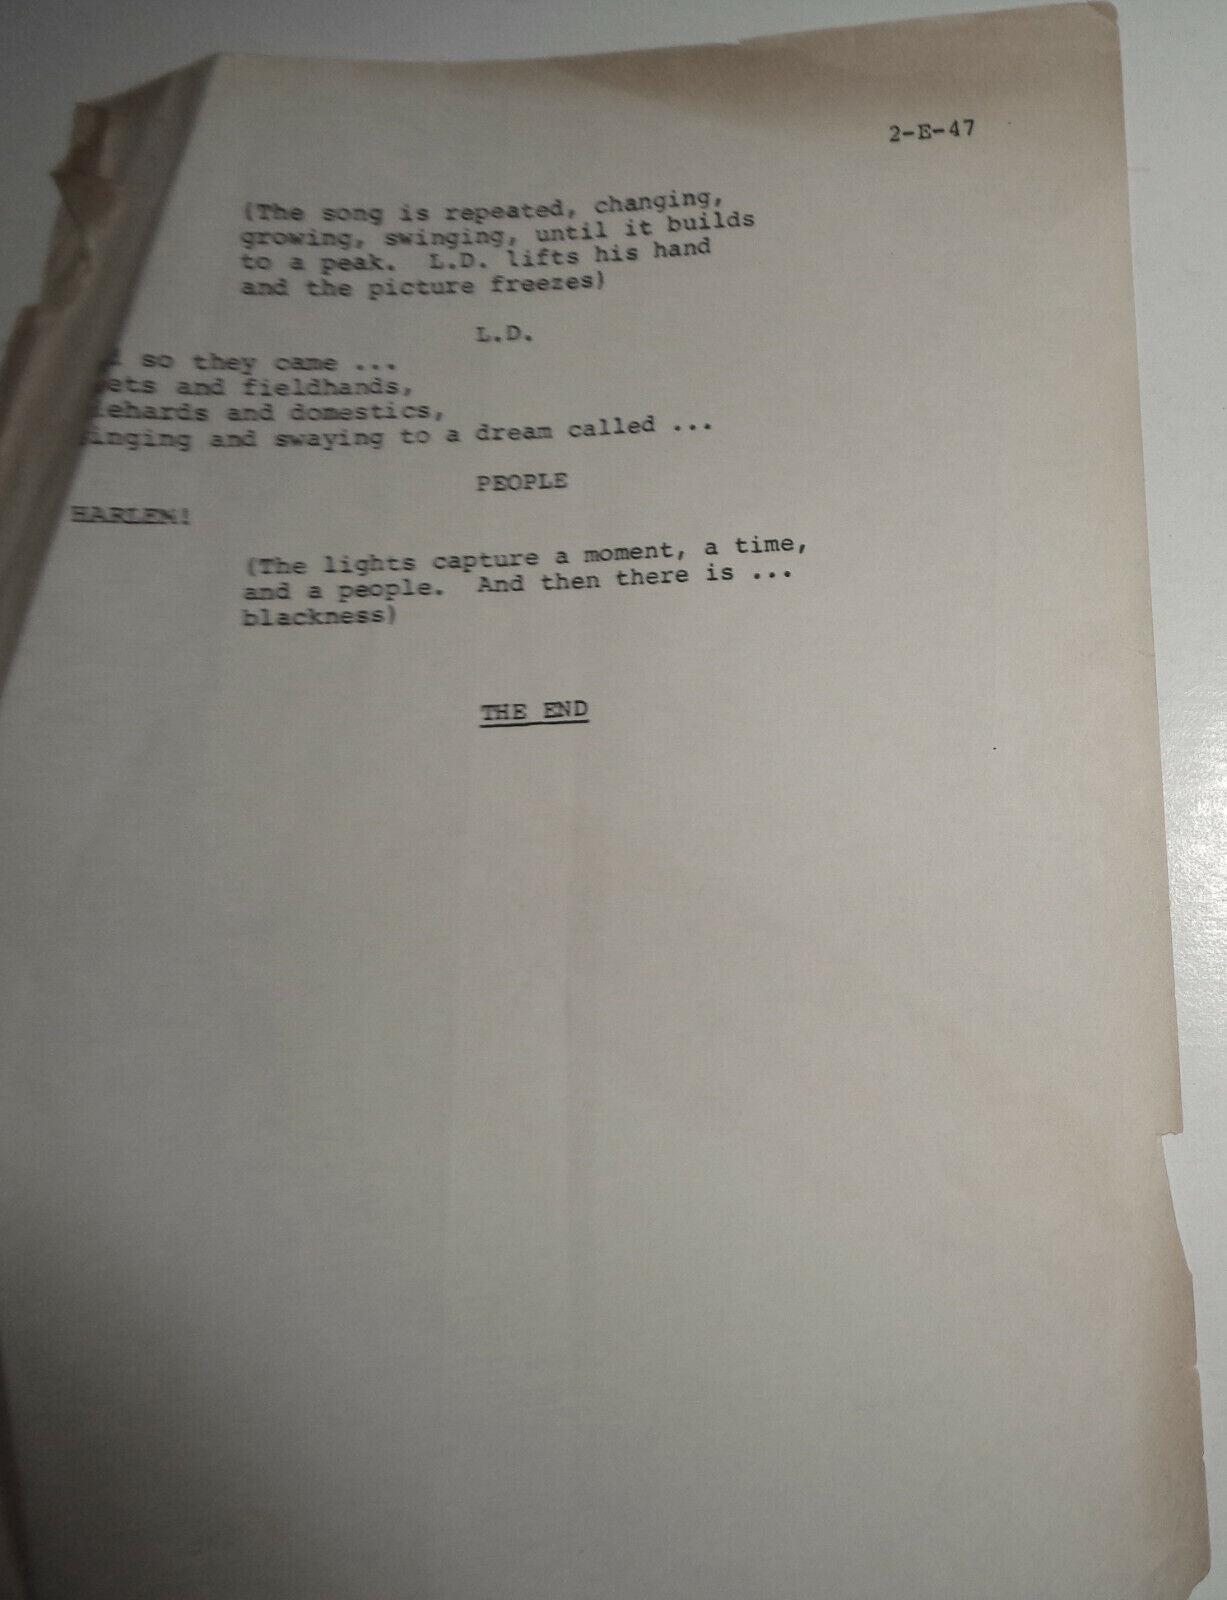 2-E-47
(The song is repeated, changing,
growing, swinging, until it builds
to a peak. L.D. lifts his hand
and the picture freezes)
L.D.
so they came ...
and fieldhands,
and domestics,
and swaying to a dream called ...
PEOPLE
HARLEM!
(The lights capture a moment, a time,
and a people. And then there is ...
blackness)
THE END